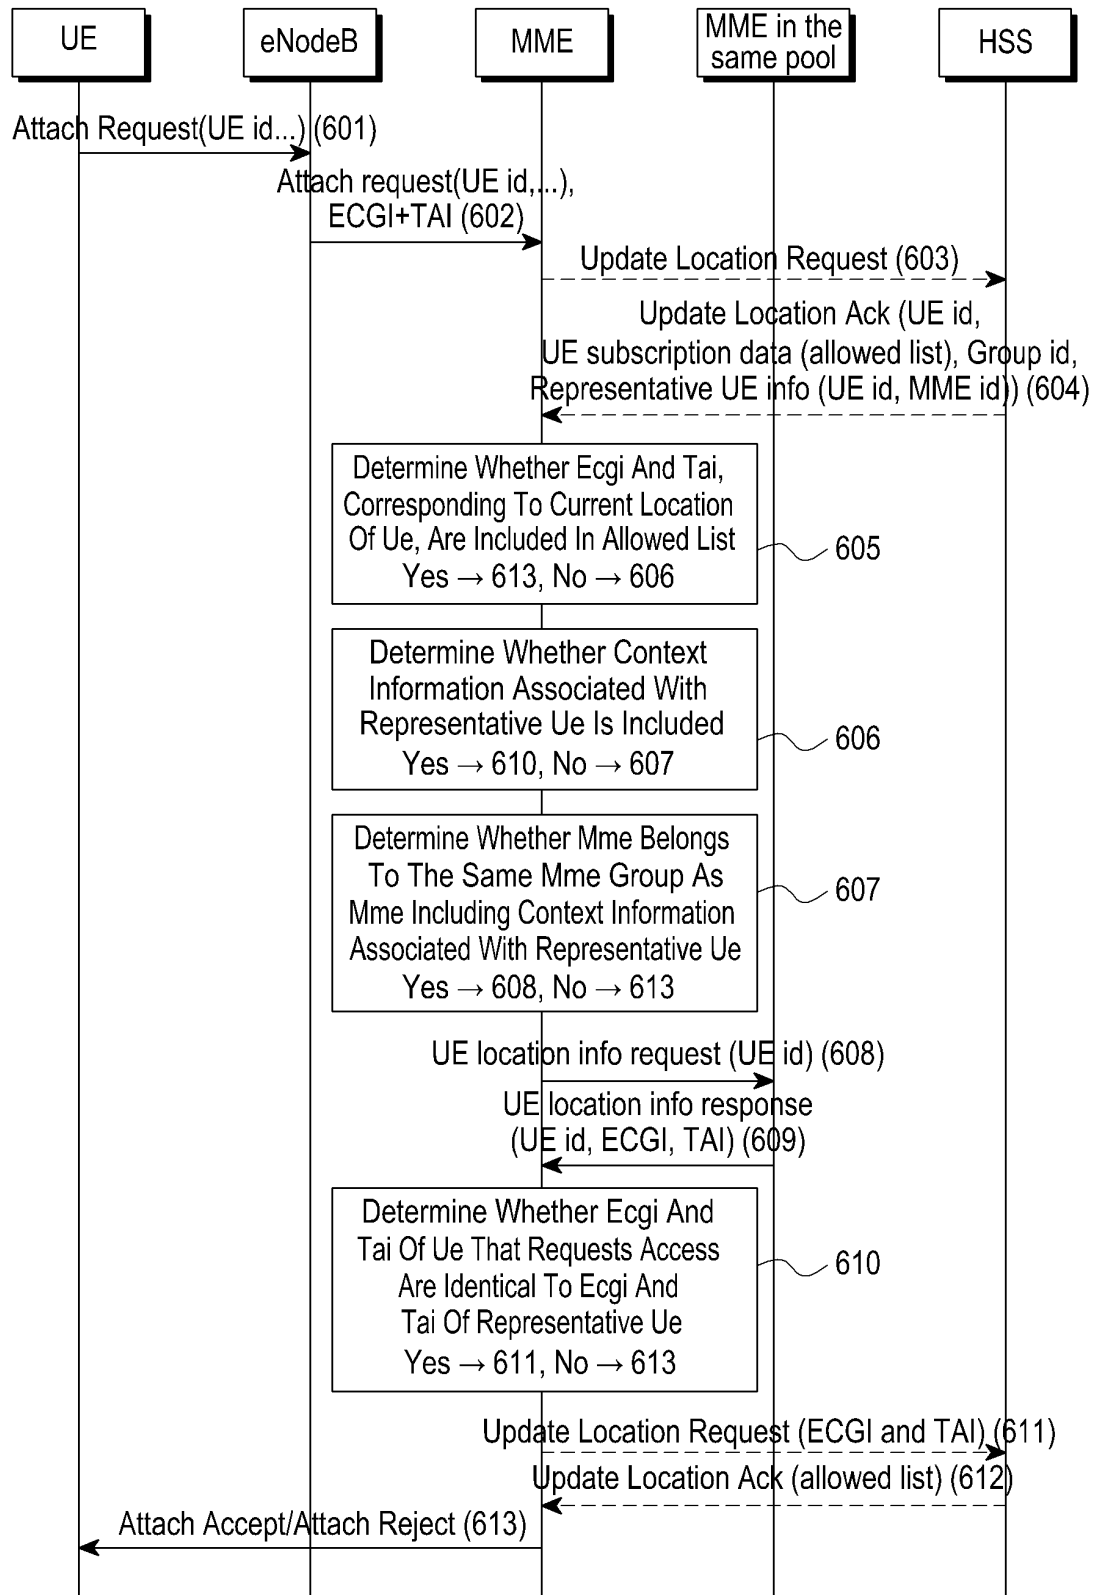 UE
eNodeB
MME
MME in the
same pool
HSS
Attach Request(UE id...) (601)
Attach request(UE id,...),
ECGI+TAI (602)
Update Location Request (603)
Update Location Ack (UE id,
UE subscription data (allowed list), Group id,
Representative UE info (UE id, MME id)) (604)
Determine Whether Ecgi And Tai,
Corresponding To Current Location
Of Ue, Are Included In Allowed List
Yes → 613, No → 606
605
Determine Whether Context
Information Associated With
Representative Ue Is Included
Yes → 610, No → 607
606
Determine Whether Mme Belongs
To The Same Mme Group As
Mme Including Context Information
Associated With Representative Ue
Yes → 608, No → 613
607
UE location info request (UE id) (608)
UE location info response
(UE id, ECGI, TAI) (609)
Determine Whether Ecgi And
Tai Of Ue That Requests Access
Are Identical To Ecgi And
Tai Of Representative Ue
Yes → 611, No → 613
610
Update Location Request (ECGI and TAI) (611)
Update Location Ack (allowed list) (612)
Attach Accept/Attach Reject (613)